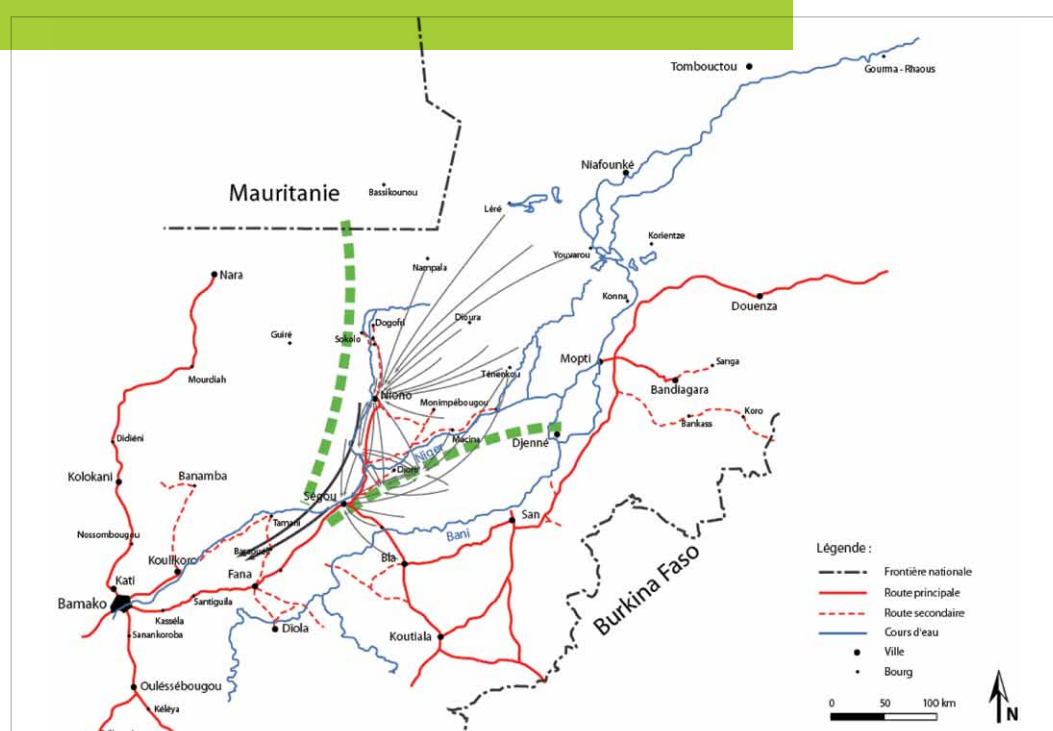 Tombouctou
Gourma - Rhaous
Niafounké
Mauritanie
Bassikounou
Léré
Korientze
Youvarou
Nampala
Nara
Konna
Douenza
Dioura
Dogofri
Sokolo
Guiré
Mopti
Sanga
Ténenkou
Mourdiah
Bandiagara
Niono
Monimpébougou
Koro
Bankass
Didiéni
Macina
Djenné
Niger
Kolokani
Banamba
Ségou
San
Tamani
Nossombougou
Bani
Koulikoro
Bla
Fana
Kati
Bamako
Santiguila
Kasséla
Sanankoroba
Dïola
Koutiala
Burkina Faso
Ouléssébougou
Kéléya
Légende :
Frontière nationale
Route principale
Route secondaire
Cours d'eau
Ville
Bourg
0 50 100 km
N